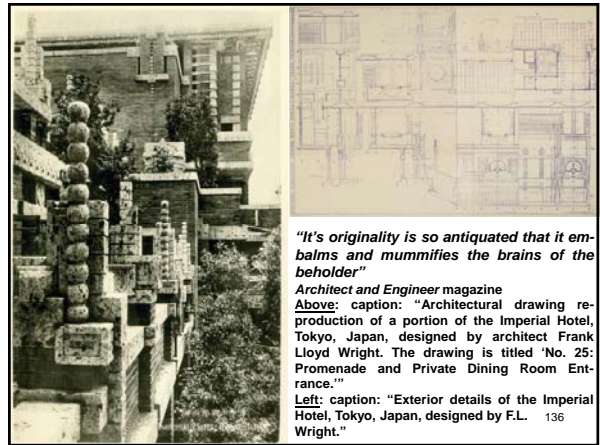 “It’s originality is so antiquated that it em-
balms and mummifies the brains of the
beholder”
Architect and Engineer magazine
Above: caption: “Architectural drawing re-
production of a portion of the Imperial Hotel,
Tokyo, Japan, designed by architect Frank
Lloyd Wright. The drawing is titled ‘No. 25:
Promenade and Private Dining Room Ent-
rance.’”
Left: caption: “Exterior details of the Imperial
Hotel, Tokyo, Japan, designed by F.L.
Wright.”
136